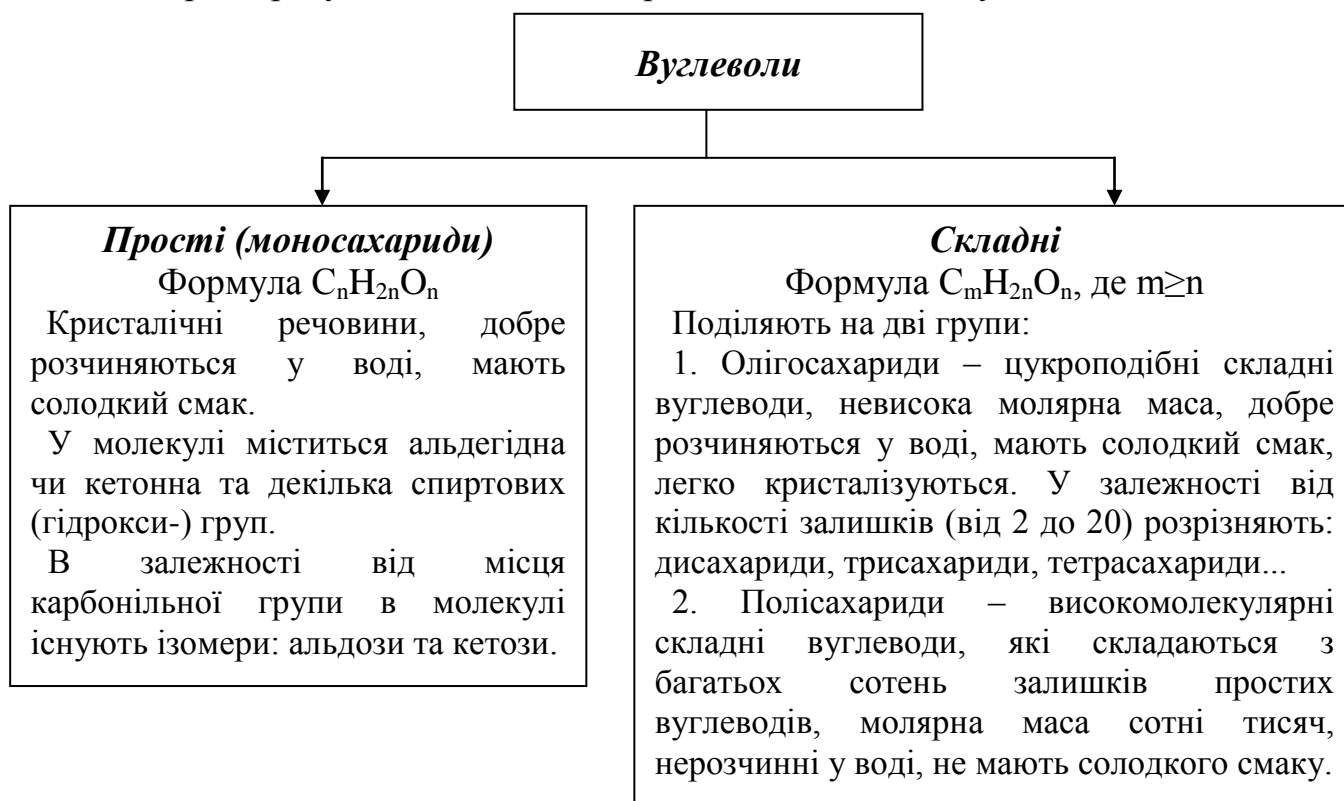 Вуглеволи
Прості (моносахариди)
Формула CnH2nOn
Кристалічні речовини, добре
розчиняються у воді, мають
солодкий смак.
У молекулі міститься альдегідна
чи кетонна та декілька спиртових
(гідрокси-) груп.
В залежності від місця
карбонільної групи в молекулі
існують ізомери: альдози та кетози.
Складні
Формула CmH2nOn, де m≥n
Поділяють на дві групи:
1. Олігосахариди – цукроподібні складні
вуглеводи, невисока молярна маса, добре
розчиняються у воді, мають солодкий смак,
легко кристалізуються. У залежності від
кількості залишків (від 2 до 20) розрізняють:
дисахариди, трисахариди, тетрасахариди...
2. Полісахариди – високомолекулярні
складні вуглеводи, які складаються з
багатьох сотень залишків простих
вуглеводів, молярна маса сотні тисяч,
нерозчинні у воді, не мають солодкого смаку.